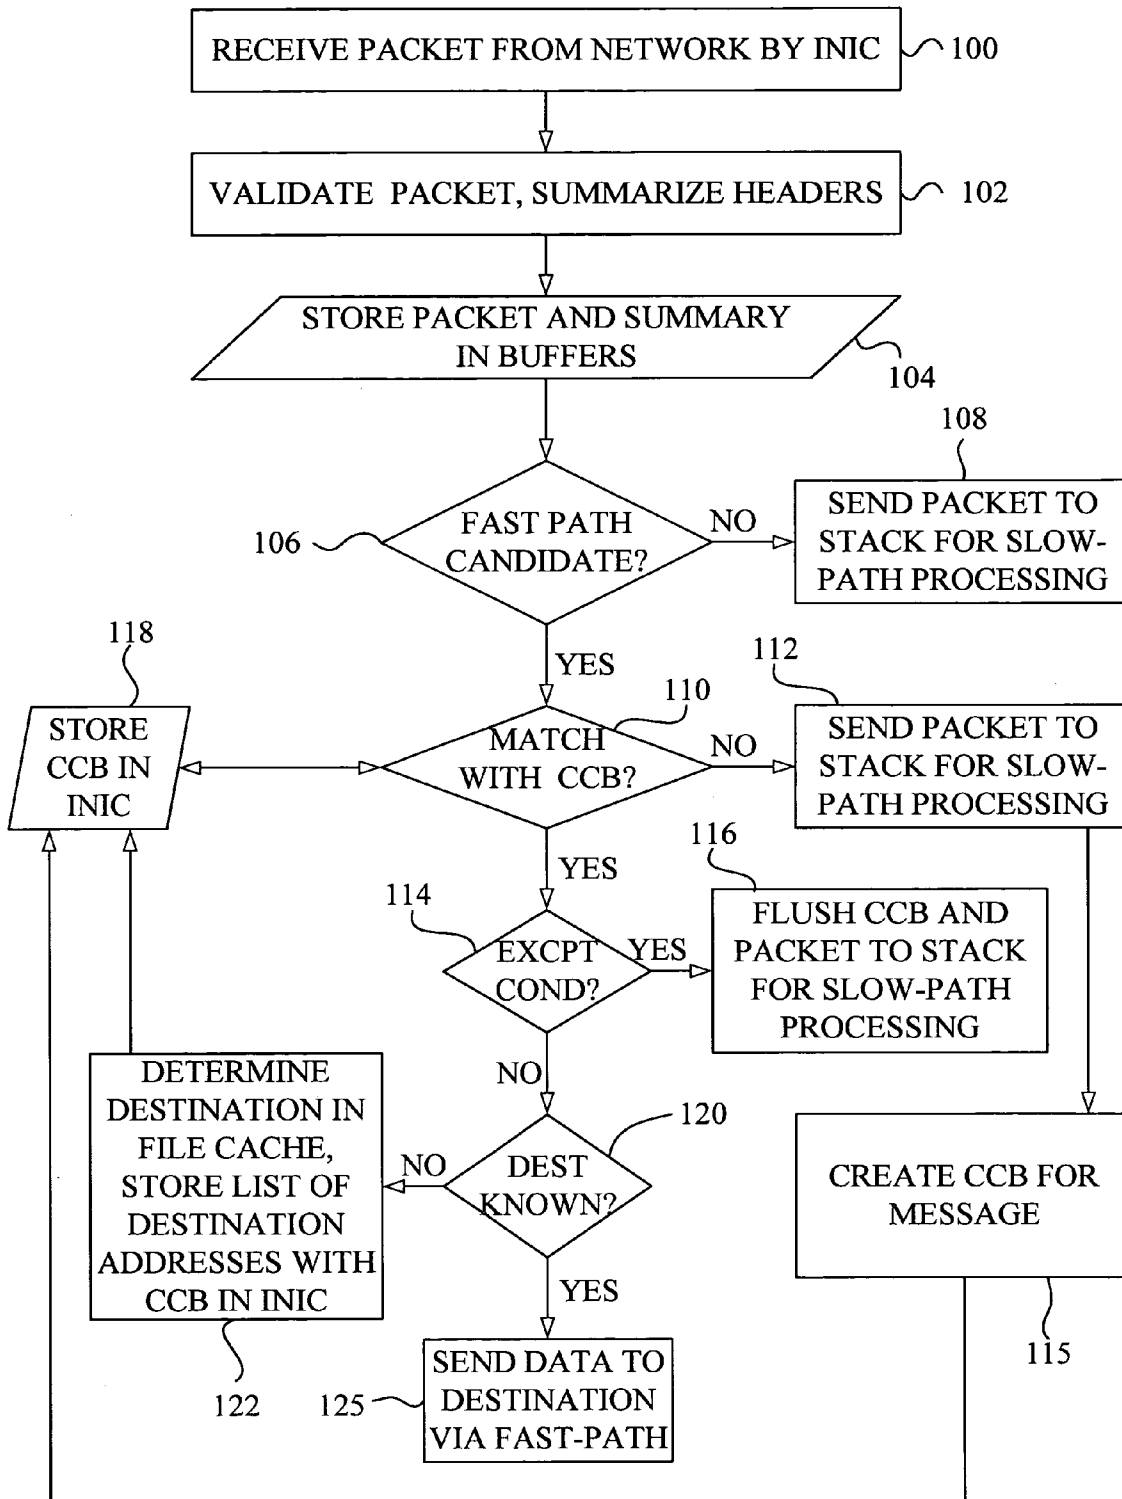 RECEIVE PACKET FROM NETWORK BY INIC
100
VALIDATE PACKET, SUMMARIZE HEADERS
102
STORE PACKET AND SUMMARY
IN BUFFERS
104
108
FAST PATH
CANDIDATE?
106
NO
SEND PACKET TO
STACK FOR SLOW-
PATH PROCESSING
118
YES
110
112
STORE
CCB IN
INIC
MATCH
WITH CCB?
NO
SEND PACKET TO
STACK FOR SLOW-
PATH PROCESSING
YES
116
114
EXCPT
COND?
YES
FLUSH CCB AND
PACKET TO STACK
FOR SLOW-PATH
PROCESSING
NO
120
DETERMINE
DESTINATION IN
FILE CACHE,
STORE LIST OF
DESTINATION
ADDRESSES WITH
CCB IN INIC
NO
DEST
KNOWN?
CREATE CCB FOR
MESSAGE
YES
115
122
125
SEND DATA TO
DESTINATION
VIA FAST-PATH